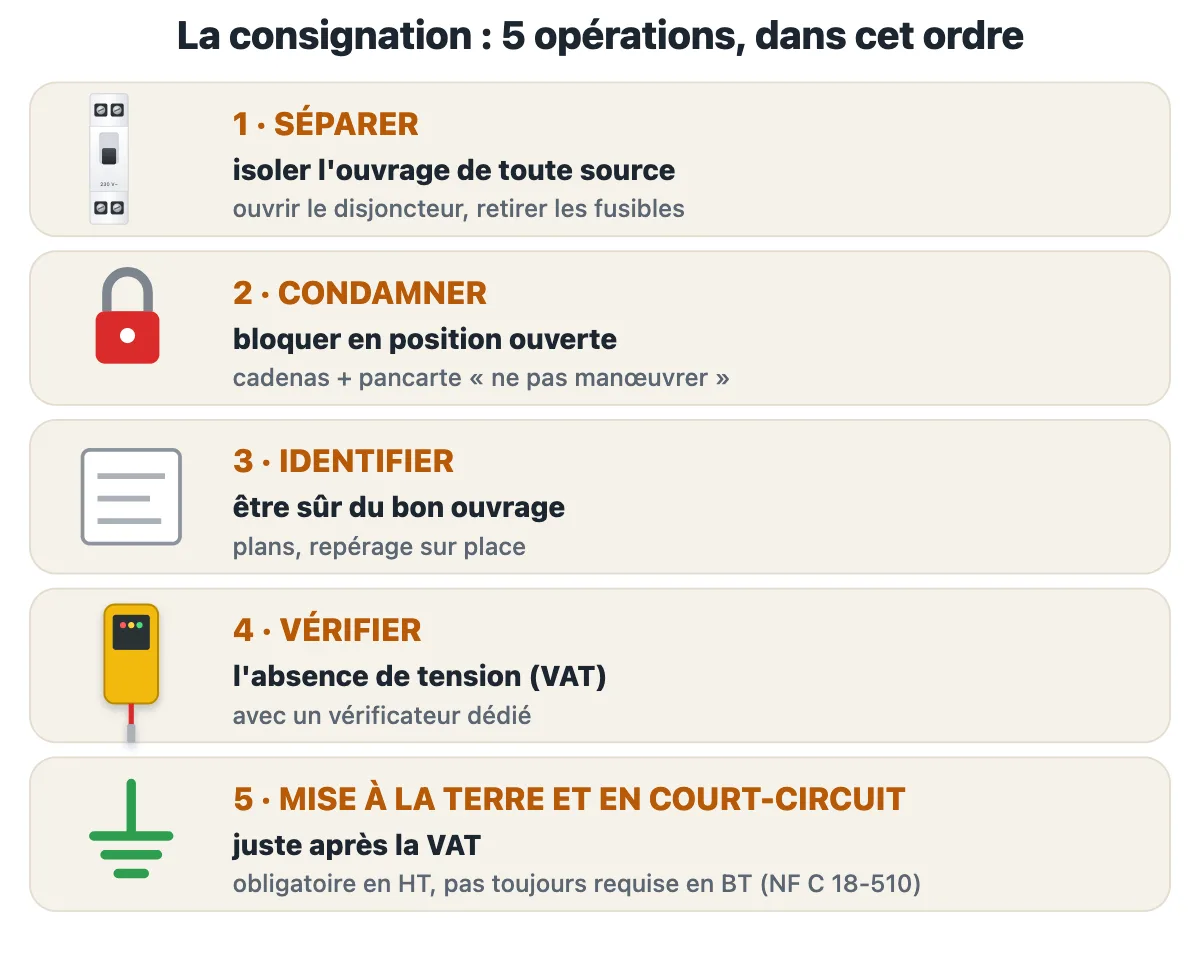 La consignation : 5 opérations, dans cet ordre
1 · SÉPARER
isoler l'ouvrage de toute source
ouvrir le disjoncteur, retirer les fusibles
230 V~
2 · CONDAMNER
bloquer en position ouverte
cadenas + pancarte « ne pas manœuvrer »
3 · IDENTIFIER
être sûr du bon ouvrage
plans, repérage sur place
4 · VÉRIFIER
l'absence de tension (VAT)
avec un vérificateur dédié
5 · MISE À LA TERRE ET EN COURT-CIRCUIT
juste après la VAT
obligatoire en HT, pas toujours requise en BT (NF C 18-510)